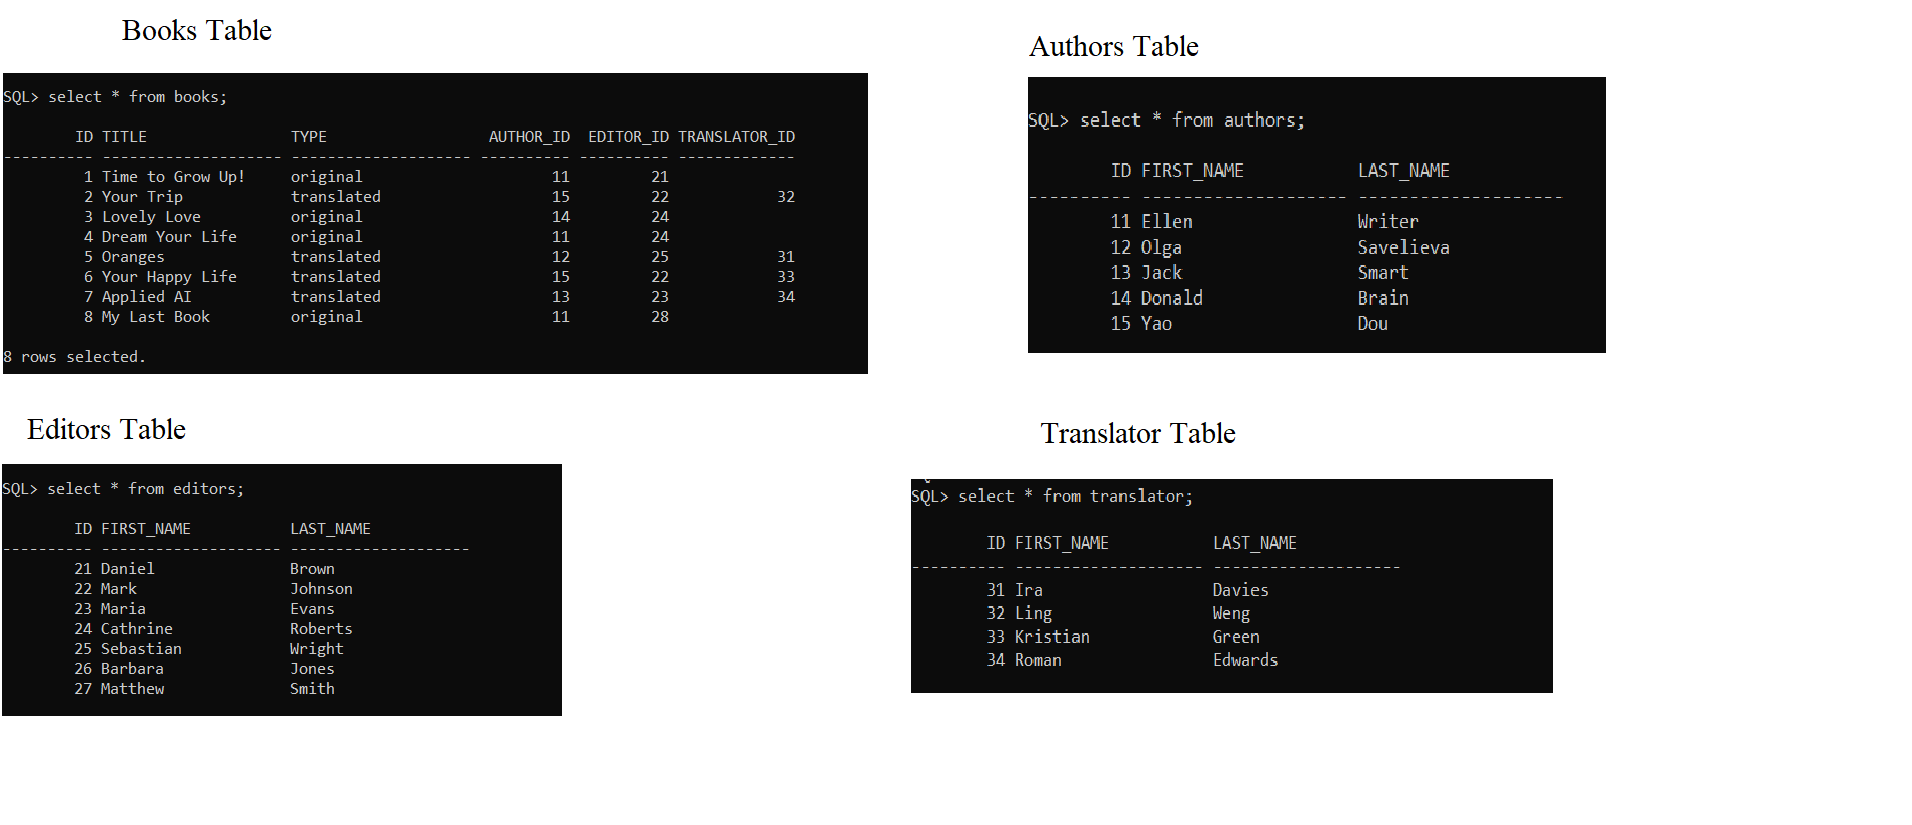 Books Table
SQL> select * from books;
ID TITLE TYPE AUTHOR_ID EDITOR_ID TRANSLATOR_ID
---------- -------------------- -------------------- ---------- ---------- -------------
1 Time to Grow Up! original 11 21
2 Your Trip translated 15 22 32
3 Lovely Love original 14 24
4 Dream Your Life original 11 24
5 Oranges translated 12 25 31
6 Your Happy Life translated 15 22 33
7 Applied AI translated 13 23 34
8 My Last Book original 11 28
8 rows selected.
Authors Table
SQL> select * from authors;
ID FIRST_NAME LAST_NAME
---------- -------------------- --------------------
11 Ellen Writer
12 Olga Savelieva
13 Jack Smart
14 Donald Brain
15 Yao Dou
Editors Table
SQL> select * from editors;
ID FIRST_NAME LAST_NAME
---------- -------------------- --------------------
21 Daniel Brown
22 Mark Johnson
23 Maria Evans
24 Cathrine Roberts
25 Sebastian Wright
26 Barbara Jones
27 Matthew Smith
Translator Table
SQL> select * from translator;
ID FIRST_NAME LAST_NAME
---------- -------------------- --------------------
31 Ira Davies
32 Ling Weng
33 Kristian Green
34 Roman Edwards